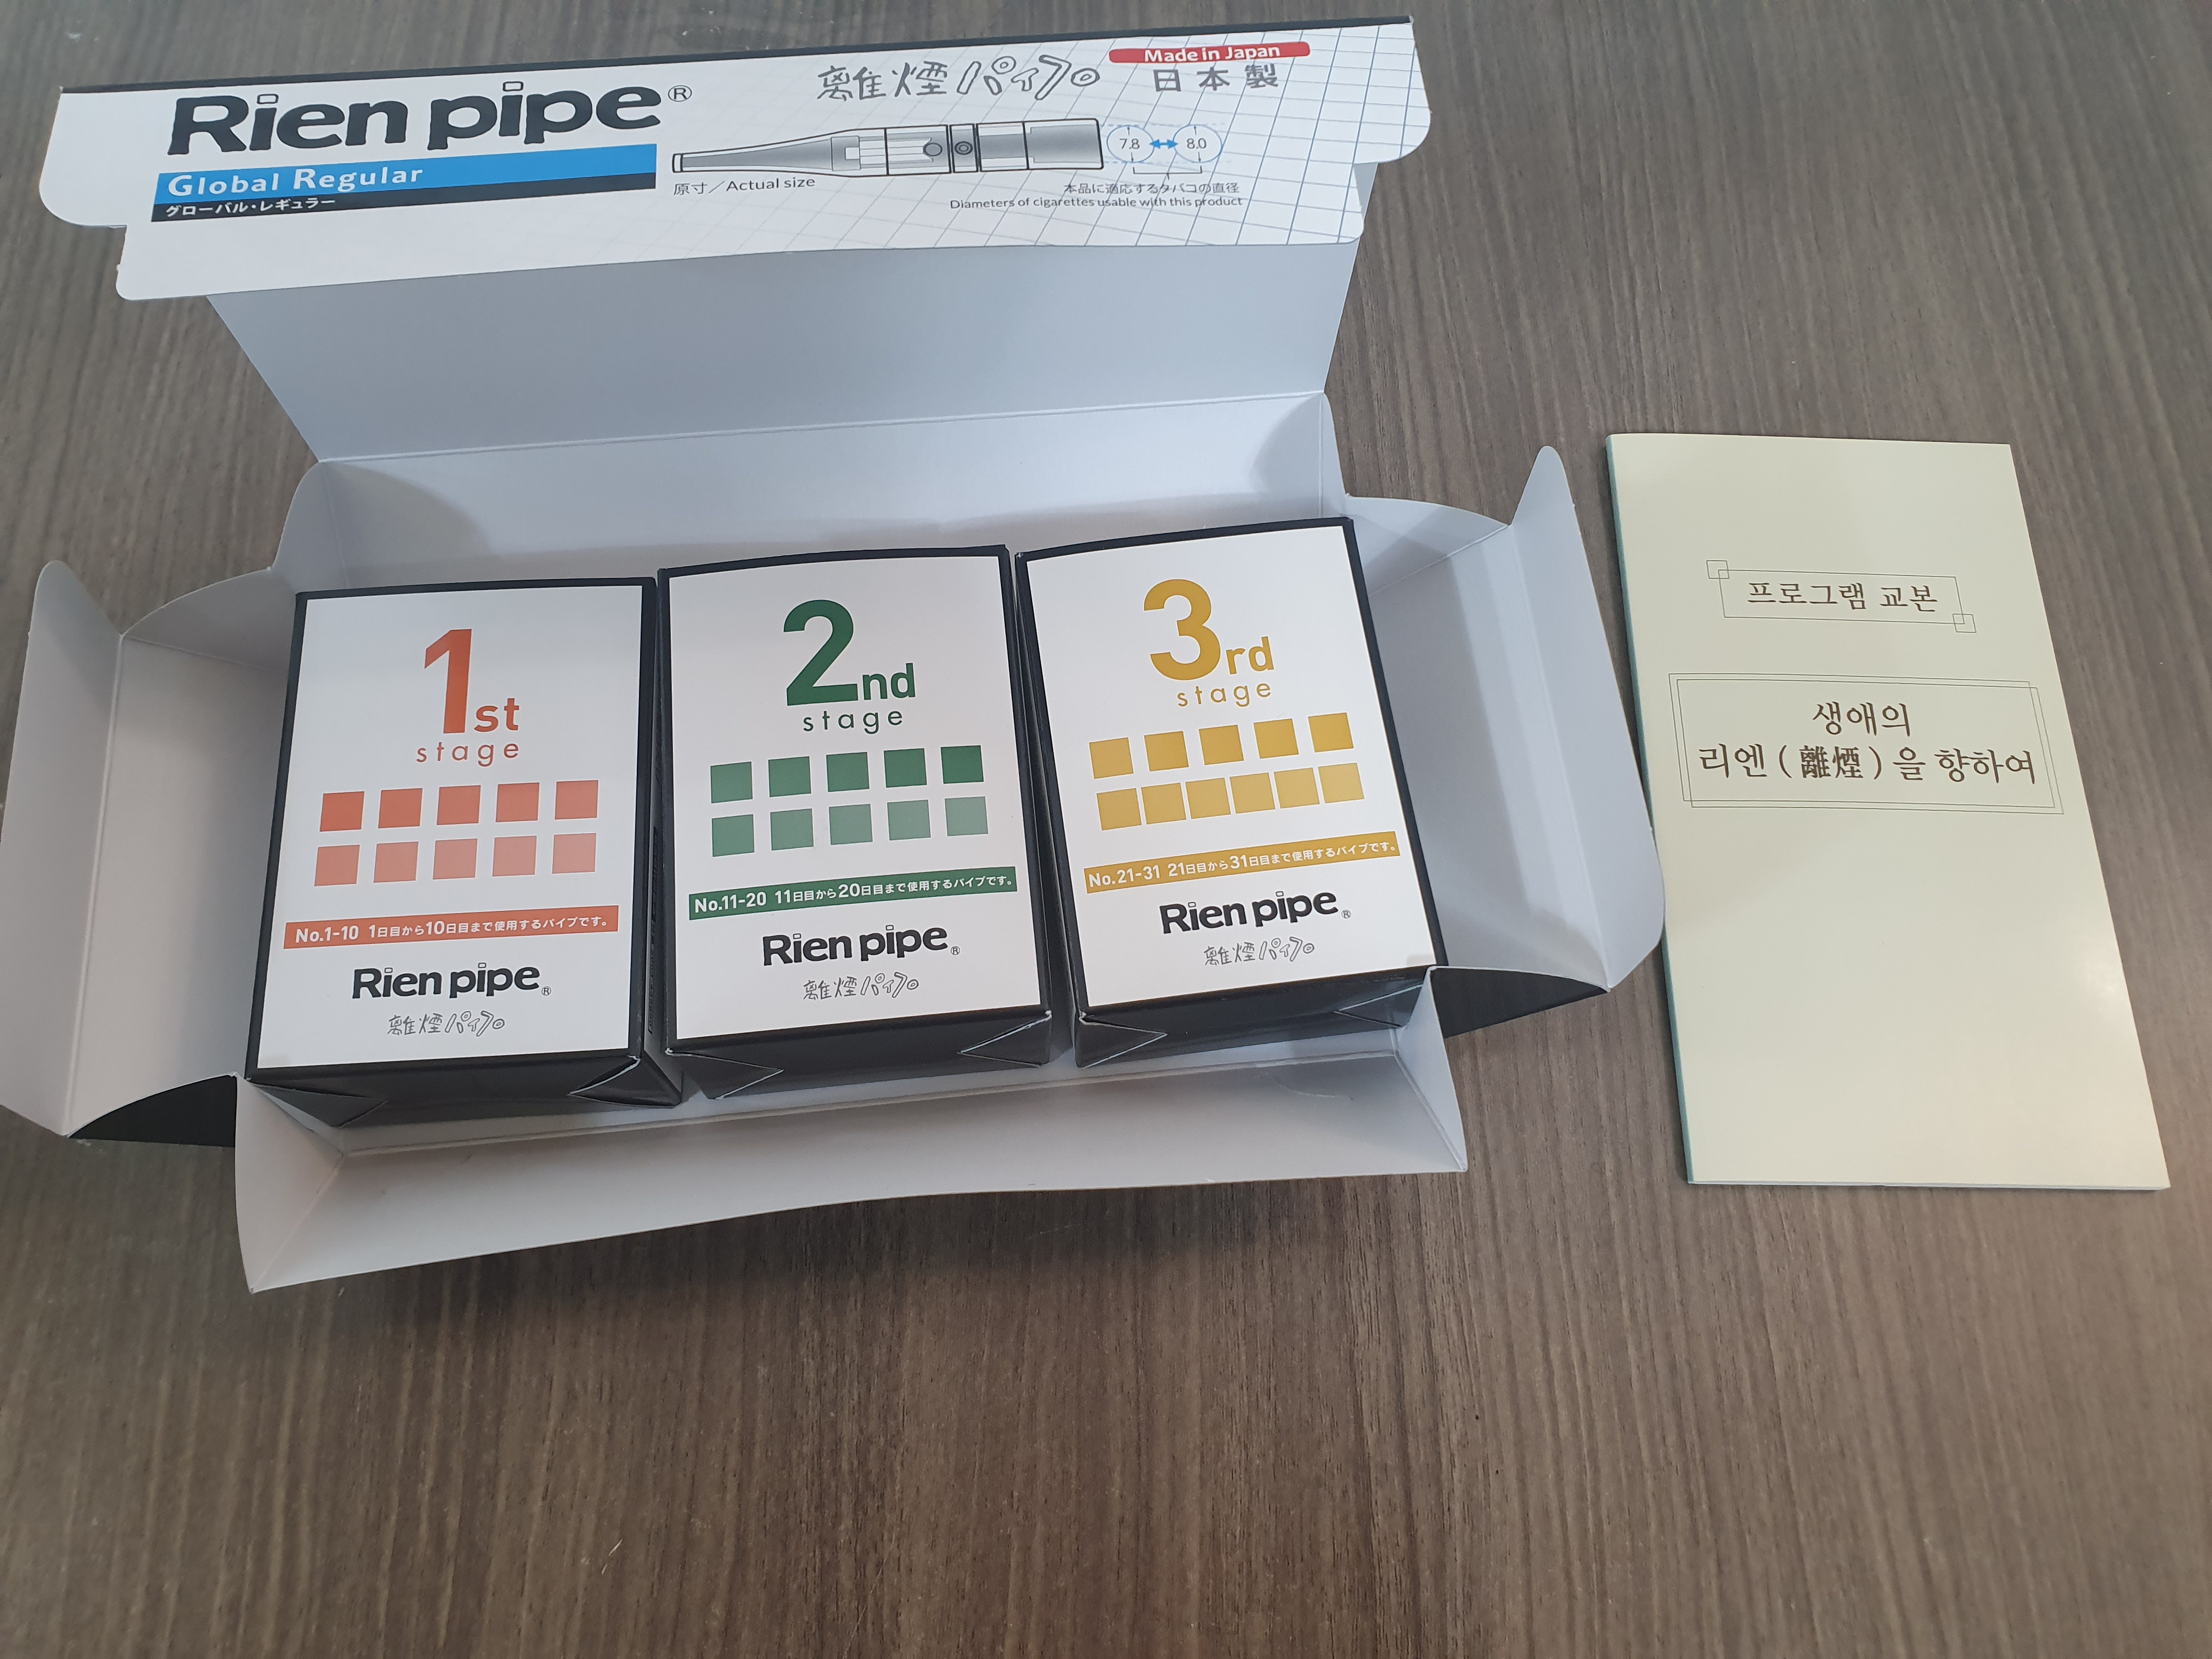 Rien pipe®
Global Regular
グローバル・レギュラー
離煙パイプ
Made in Japan
日本製
7.8
8.0
原寸／Actual size
本品に適応するタバコの直径
Diameters of cigarettes usable with this product
1st
stage
No.1-10 1日目から10日目まで使用するパイプです。
Rien pipe®
離煙パイプ
2nd
stage
No.11-20 11日目から20日目まで使用するパイプです。
Rien pipe®
離煙パイプ
3rd
stage
No.21-31 21日目から31日目まで使用するパイプです。
Rien pipe®
離煙パイプ
프로그램 교본
생애의
리엔(離煙)을 향하여